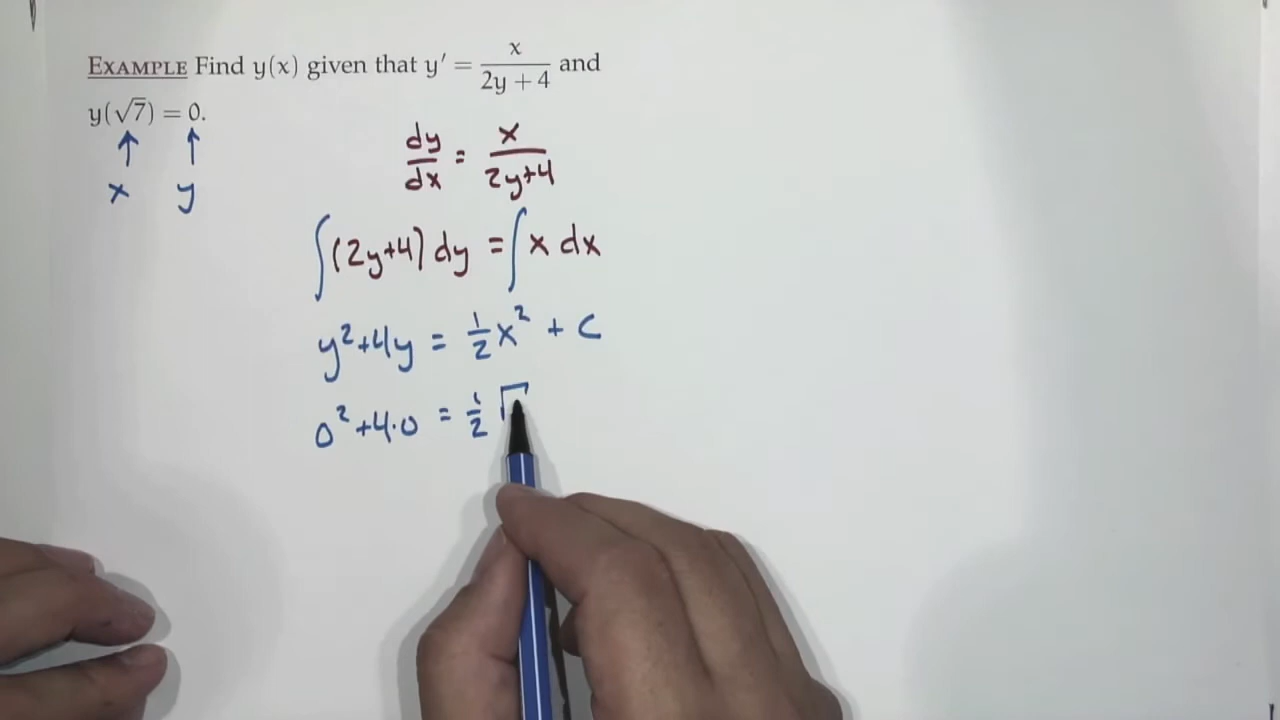 EXAMPLE Find y(x) given that y′ = x/(2y + 4) and
y(√7) = 0.
↑ ↑
x y
dy/dx = x/(2y+4)
∫(2y+4) dy = ∫x dx
y²+4y = ½x² + C
0²+4·0 = ½ √